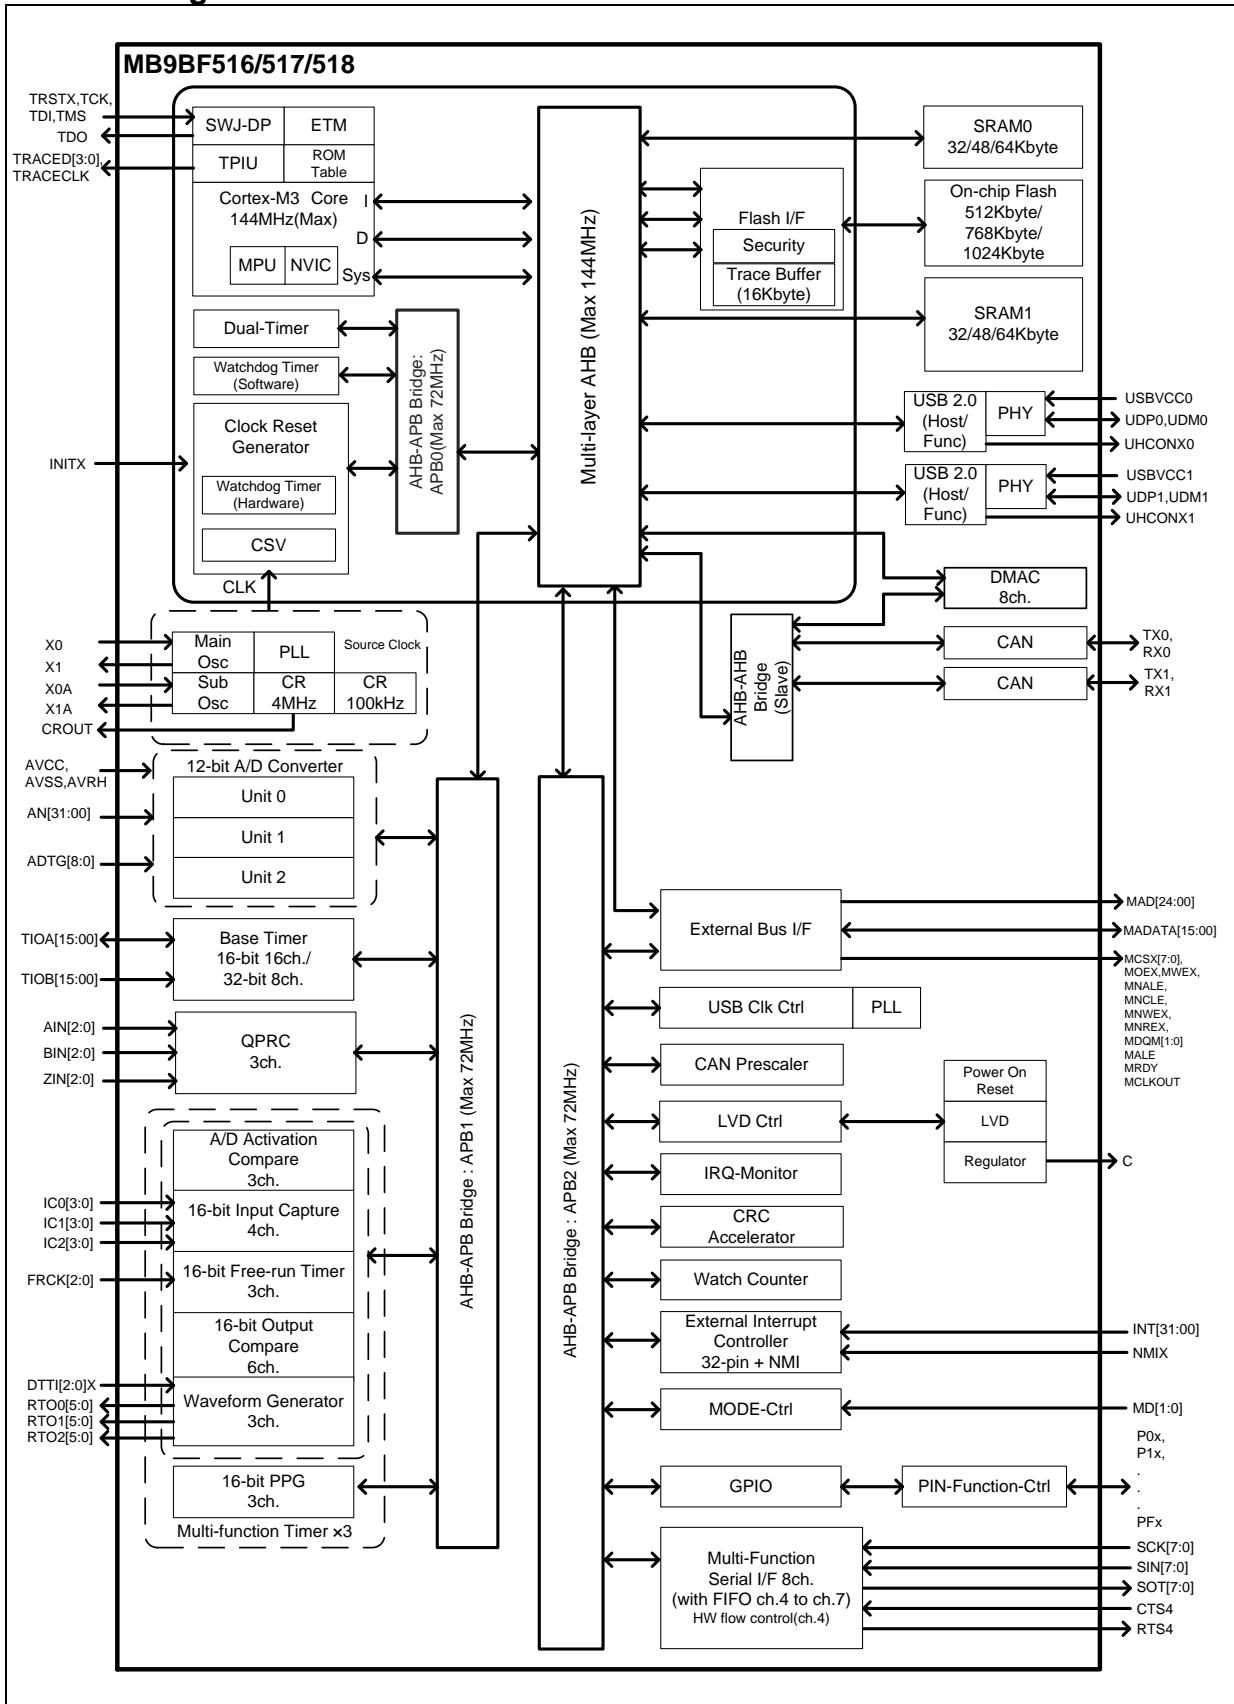 MB9BF516/517/518
TRSTX,TCK,
TDI,TMS
TDO
TRACED[3:0],
TRACECLK
SWJ-DP
ETM
TPIU
ROM
Table
Cortex-M3 Core
144MHz(Max)
I
D
Sys
MPU
NVIC
Dual-Timer
Watchdog Timer
(Software)
Clock Reset
Generator
Watchdog Timer
(Hardware)
CSV
INITX
CLK
AHB-APB Bridge:
APB0(Max 72MHz)
Multi-layer AHB (Max 144MHz)
Flash I/F
Security
Trace Buffer
(16Kbyte)
SRAM0
32/48/64Kbyte
On-chip Flash
512Kbyte/
768Kbyte/
1024Kbyte
SRAM1
32/48/64Kbyte
USB 2.0
(Host/
Func)
PHY
USBVCC0
UDP0,UDM0
UHCONX0
USB 2.0
(Host/
Func)
PHY
USBVCC1
UDP1,UDM1
UHCONX1
DMAC
8ch.
AHB-AHB
Bridge
(Slave)
CAN
TX0,
RX0
CAN
TX1,
RX1
X0
X1
X0A
X1A
CROUT
Main
Osc
PLL
Source Clock
Sub
Osc
CR
4MHz
CR
100kHz
AVCC,
AVSS,AVRH
AN[31:00]
ADTG[8:0]
12-bit A/D Converter
Unit 0
Unit 1
Unit 2
TIOA[15:00]
TIOB[15:00]
Base Timer
16-bit 16ch./
32-bit 8ch.
AIN[2:0]
BIN[2:0]
ZIN[2:0]
QPRC
3ch.
A/D Activation
Compare
3ch.
IC0[3:0]
IC1[3:0]
IC2[3:0]
16-bit Input Capture
4ch.
FRCK[2:0]
16-bit Free-run Timer
3ch.
16-bit Output
Compare
6ch.
DTTI[2:0]X
RTO0[5:0]
RTO1[5:0]
RTO2[5:0]
Waveform Generator
3ch.
16-bit PPG
3ch.
Multi-function Timer ×3
AHB-APB Bridge : APB1 (Max 72MHz)
AHB-APB Bridge : APB2 (Max 72MHz)
External Bus I/F
MAD[24:00]
MADATA[15:00]
MCSX[7:0],
MOEX,MWEX,
MNALE,
MNCLE,
MNWEX,
MNREX,
MDQM[1:0]
MALE
MRDY
MCLKOUT
USB Clk Ctrl
PLL
CAN Prescaler
LVD Ctrl
Power On
Reset
LVD
Regulator
C
IRQ-Monitor
CRC
Accelerator
Watch Counter
External Interrupt
Controller
32-pin + NMI
INT[31:00]
NMIX
MODE-Ctrl
MD[1:0]
GPIO
PIN-Function-Ctrl
P0x,
P1x,
.
.
.
PFx
Multi-Function
Serial I/F 8ch.
(with FIFO ch.4 to ch.7)
HW flow control(ch.4)
SCK[7:0]
SIN[7:0]
SOT[7:0]
CTS4
RTS4